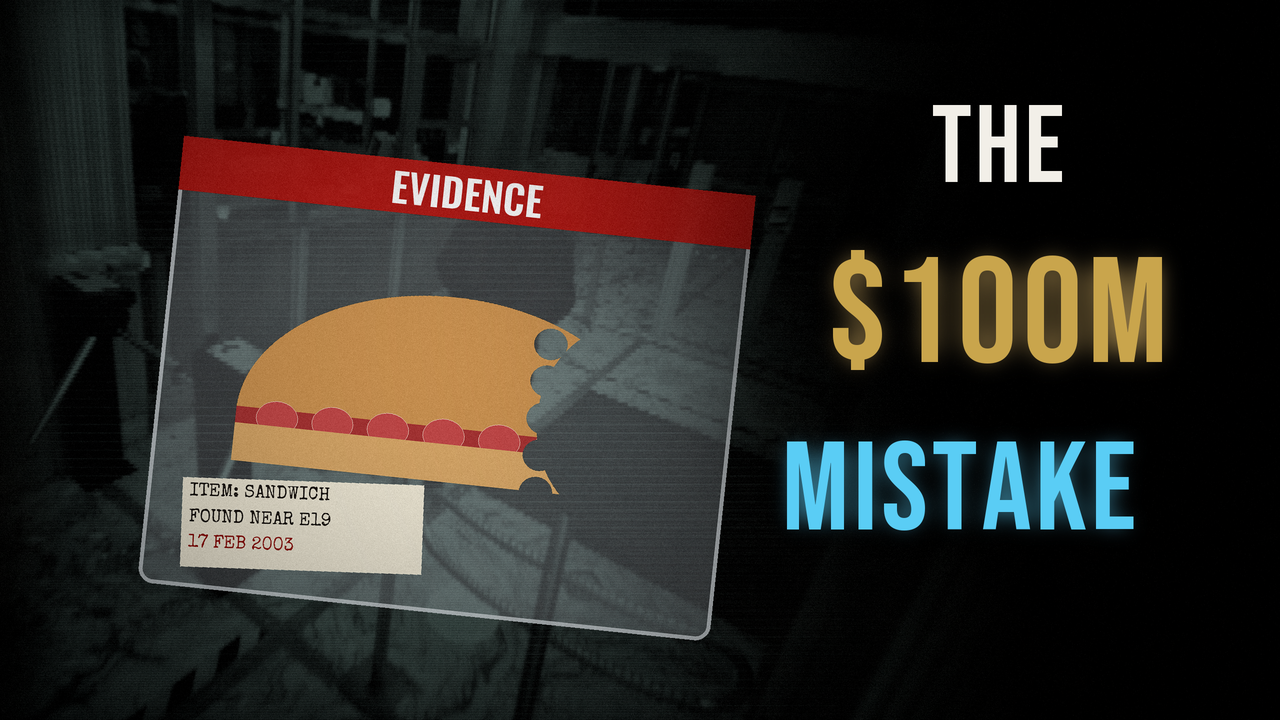 EVIDENCE
ITEM: SANDWICH
FOUND NEAR E19
17 FEB 2003
THE
$100M
MISTAKE